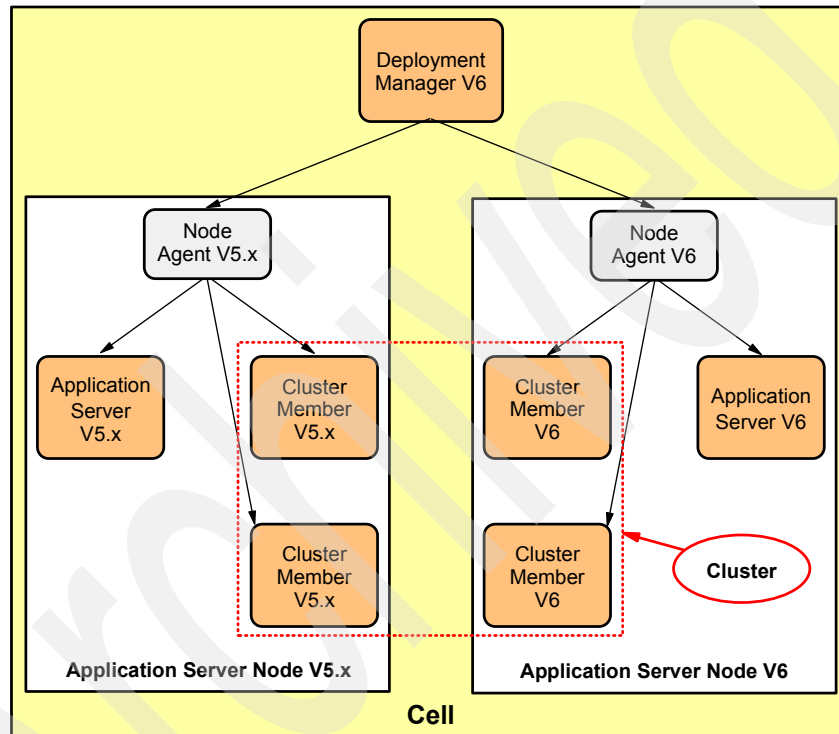 Deployment
Manager V6
Node
Agent V5.x
Node
Agent V6
Application
Server
V5.x
Cluster
Member
V5.x
Cluster
Member
V6
Application
Server V6
Cluster
Member
V5.x
Cluster
Member
V6
Cluster
Application Server Node V5.x
Application Server Node V6
Cell